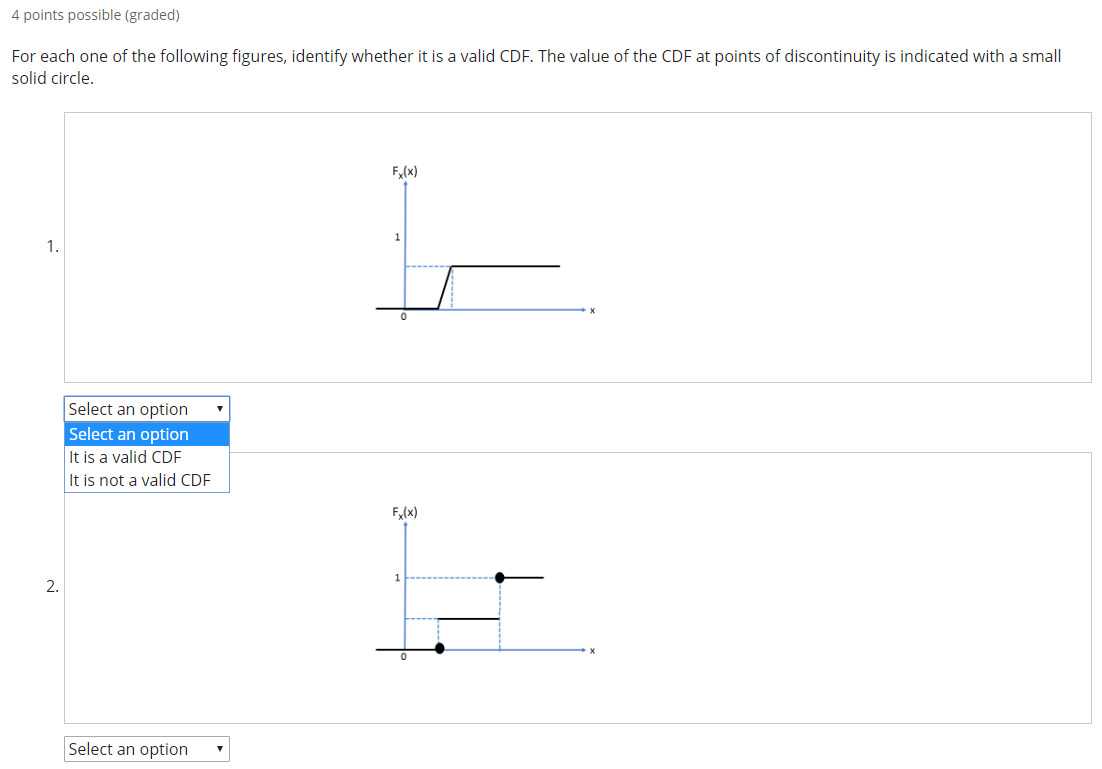 4 points possible (graded)
For each one of the following figures, identify whether it is a valid CDF. The value of the CDF at points of discontinuity is indicated with a small
solid circle.
Fx(x)
1
1.
0
x
Select an option ▼
Select an option
It is a valid CDF
It is not a valid CDF
Fx(x)
1
2.
0
x
Select an option ▼